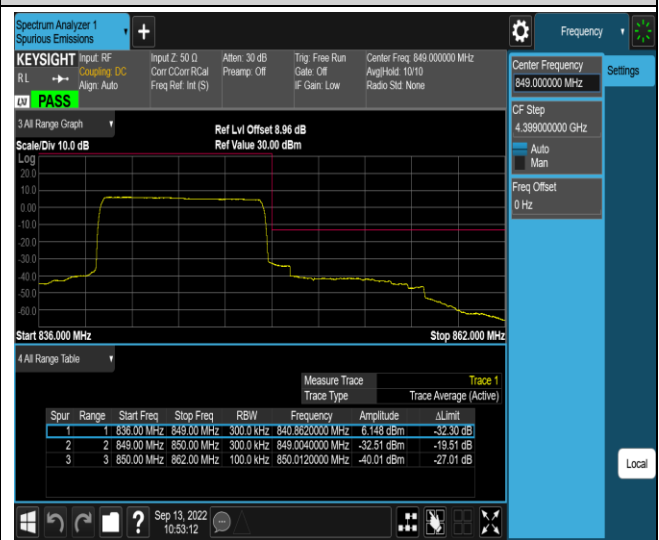 Spectrum Analyzer 1
Spurious Emissions
Frequency
KEYSIGHT Input: RF
Coupling: DC
Align: Auto
Input Z: 50 Ω
Corr CCorr RCal
Freq Ref: Int (S)
Atten: 30 dB
Preamp: Off
Trig: Free Run
Gate: Off
IF Gain: Low
Center Freq: 849.000000 MHz
Avg|Hold: 10/10
Radio Std: None
RL
LXI PASS
Center Frequency
849.000000 MHz
Settings
CF Step
4.399000000 GHz
Auto
Man
Freq Offset
0 Hz
3 All Range Graph
Scale/Div 10.0 dB
Ref Lvl Offset 8.96 dB
Ref Value 30.00 dBm
Log
20.0
10.0
0.00
-10.0
-20.0
-30.0
-40.0
-50.0
-60.0
Start 836.000 MHz Stop 862.000 MHz
4 All Range Table
Measure Trace Trace 1
Trace Type Trace Average (Active)
Spur Range Start Freq Stop Freq RBW Frequency Amplitude ΔLimit
1 1 836.00 MHz 849.00 MHz 300.0 kHz 840.8620000 MHz 6.148 dBm -32.30 dB
2 2 849.00 MHz 850.00 MHz 300.0 kHz 849.0040000 MHz -32.51 dBm -19.51 dB
3 3 850.00 MHz 862.00 MHz 100.0 kHz 850.0120000 MHz -40.01 dBm -27.01 dB
Local
Sep 13, 2022
10:53:12